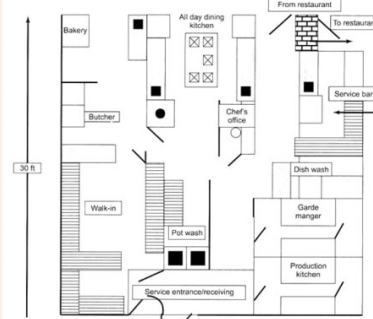 From restaurant
All day dining
kitchen
To restaurant
Bakery
Service bar
Butcher
Chef's
office
30 ft
Dish wash
Walk-in
Garde
manger
Pot wash
Production
kitchen
Service entrance/receiving